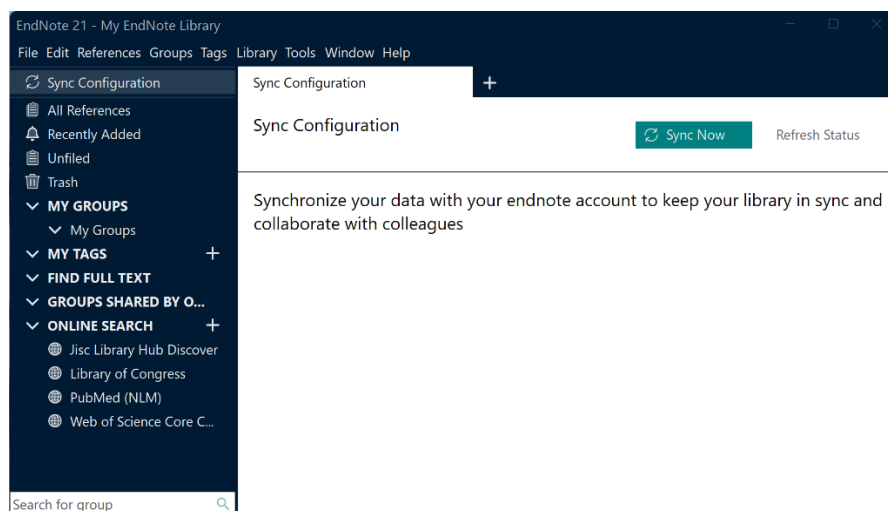 EndNote 21 - My EndNote Library
File Edit References Groups Tags Library Tools Window Help
Sync Configuration
All References
Recently Added
Unfiled
Trash
MY GROUPS
My Groups
MY TAGS
FIND FULL TEXT
GROUPS SHARED BY O...
ONLINE SEARCH
Jisc Library Hub Discover
Library of Congress
PubMed (NLM)
Web of Science Core C...
Search for group
Sync Configuration
Sync Configuration
Sync Now
Refresh Status
Synchronize your data with your endnote account to keep your library in sync and
collaborate with colleagues